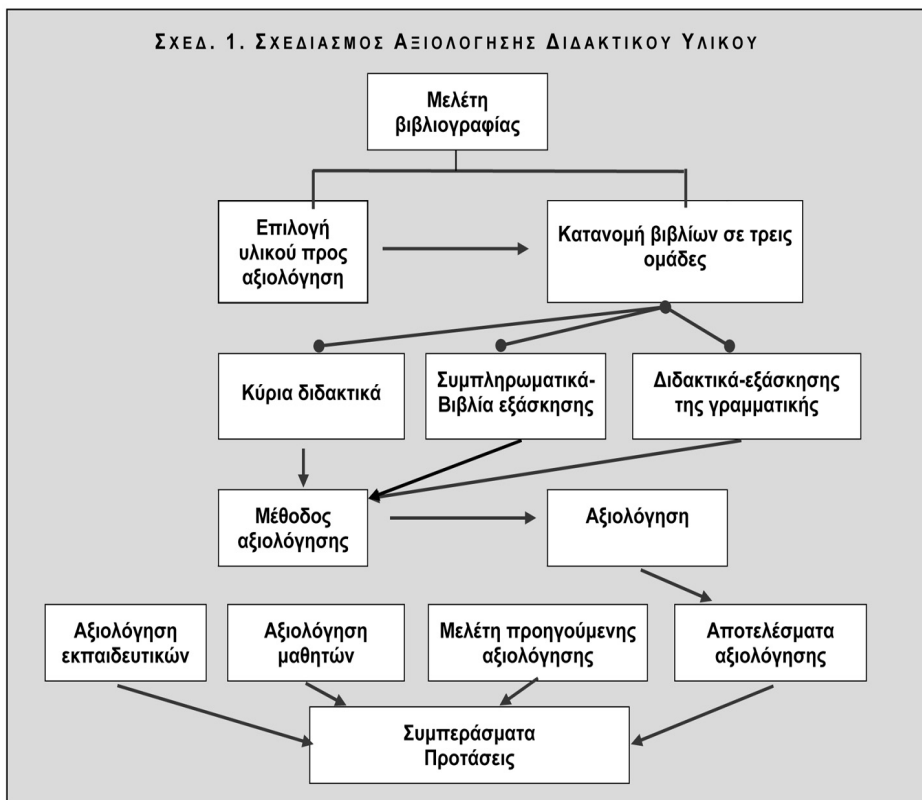 ΣΧΕΔ. 1. ΣΧΕΔΙΑΣΜΟΣ ΑΞΙΟΛΟΓΗΣΗΣ ΔΙΔΑΚΤΙΚΟΥ ΥΛΙΚΟΥ
Μελέτη
βιβλιογραφίας
Επιλογή
υλικού προς
αξιολόγηση
Κατανομή βιβλίων σε τρεις
ομάδες
Κύρια διδακτικά
Συμπληρωματικά-
Βιβλία εξάσκησης
Διδακτικά-εξάσκησης
της γραμματικής
Μέθοδος
αξιολόγησης
Αξιολόγηση
Αξιολόγηση
εκπαιδευτικών
Αξιολόγηση
μαθητών
Μελέτη προηγούμενης
αξιολόγησης
Αποτελέσματα
αξιολόγησης
Συμπεράσματα
Προτάσεις